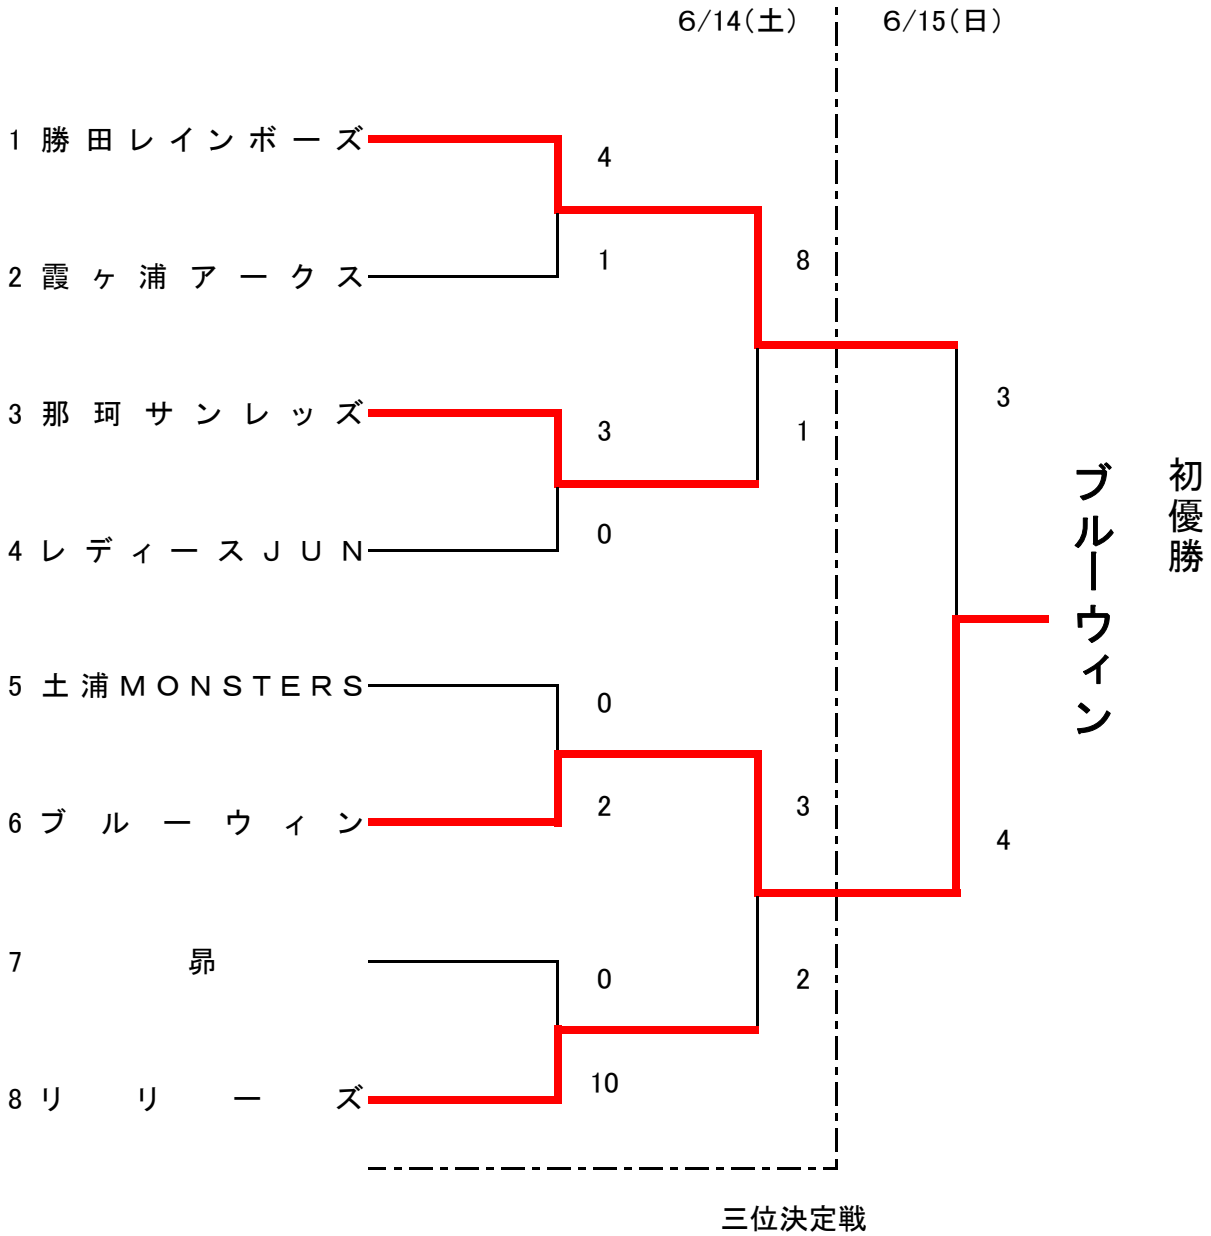 ６/14(土)
６/15(日)
1 勝田レインボーズ
4
2 霞ヶ浦アークス
1
8
3 那珂サンレッズ
3
1
3
4 レディースＪＵＮ
0
ブルーウィン
初優勝
5 土浦ＭＯＮＳＴＥＲＳ
0
6 ブルーウィン
2
3
4
7 昴
0
2
8 リリーズ
10
三位決定戦